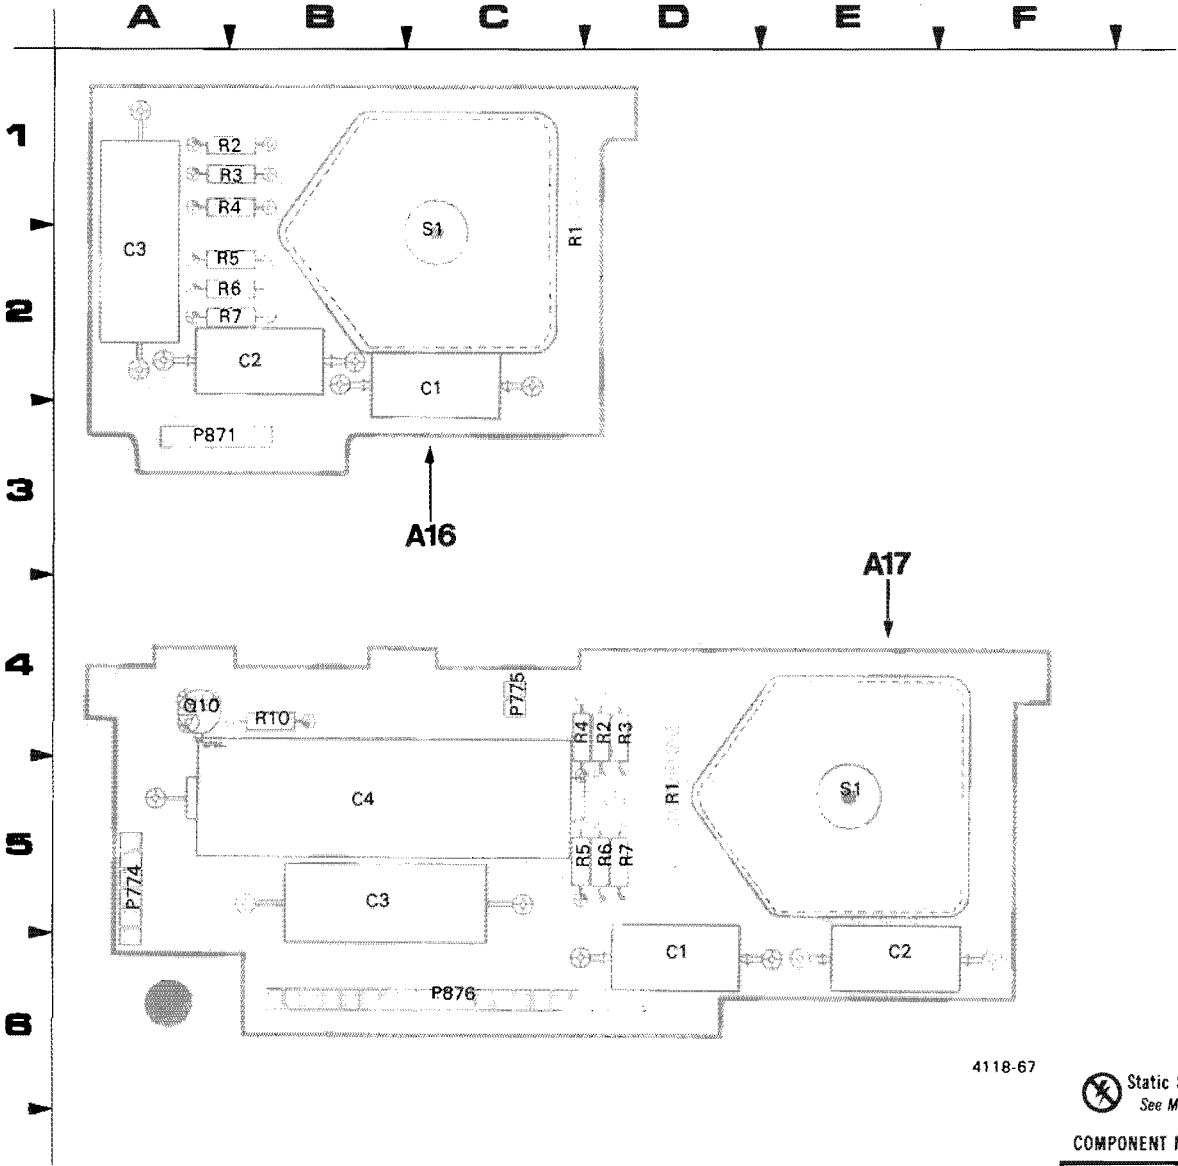 A B C D E F
1
R2
R3
R4
S1
R1
C3
R5
R6
2
R7
C2
C1
P871
3
A16
A17
4
Q10
R10
P775
R4
R2
R3
C4
R1
S1
5
R5
R6
R7
P774
C3
C1
C2
P876
6
4118-67
Static
See M
COMPONENT